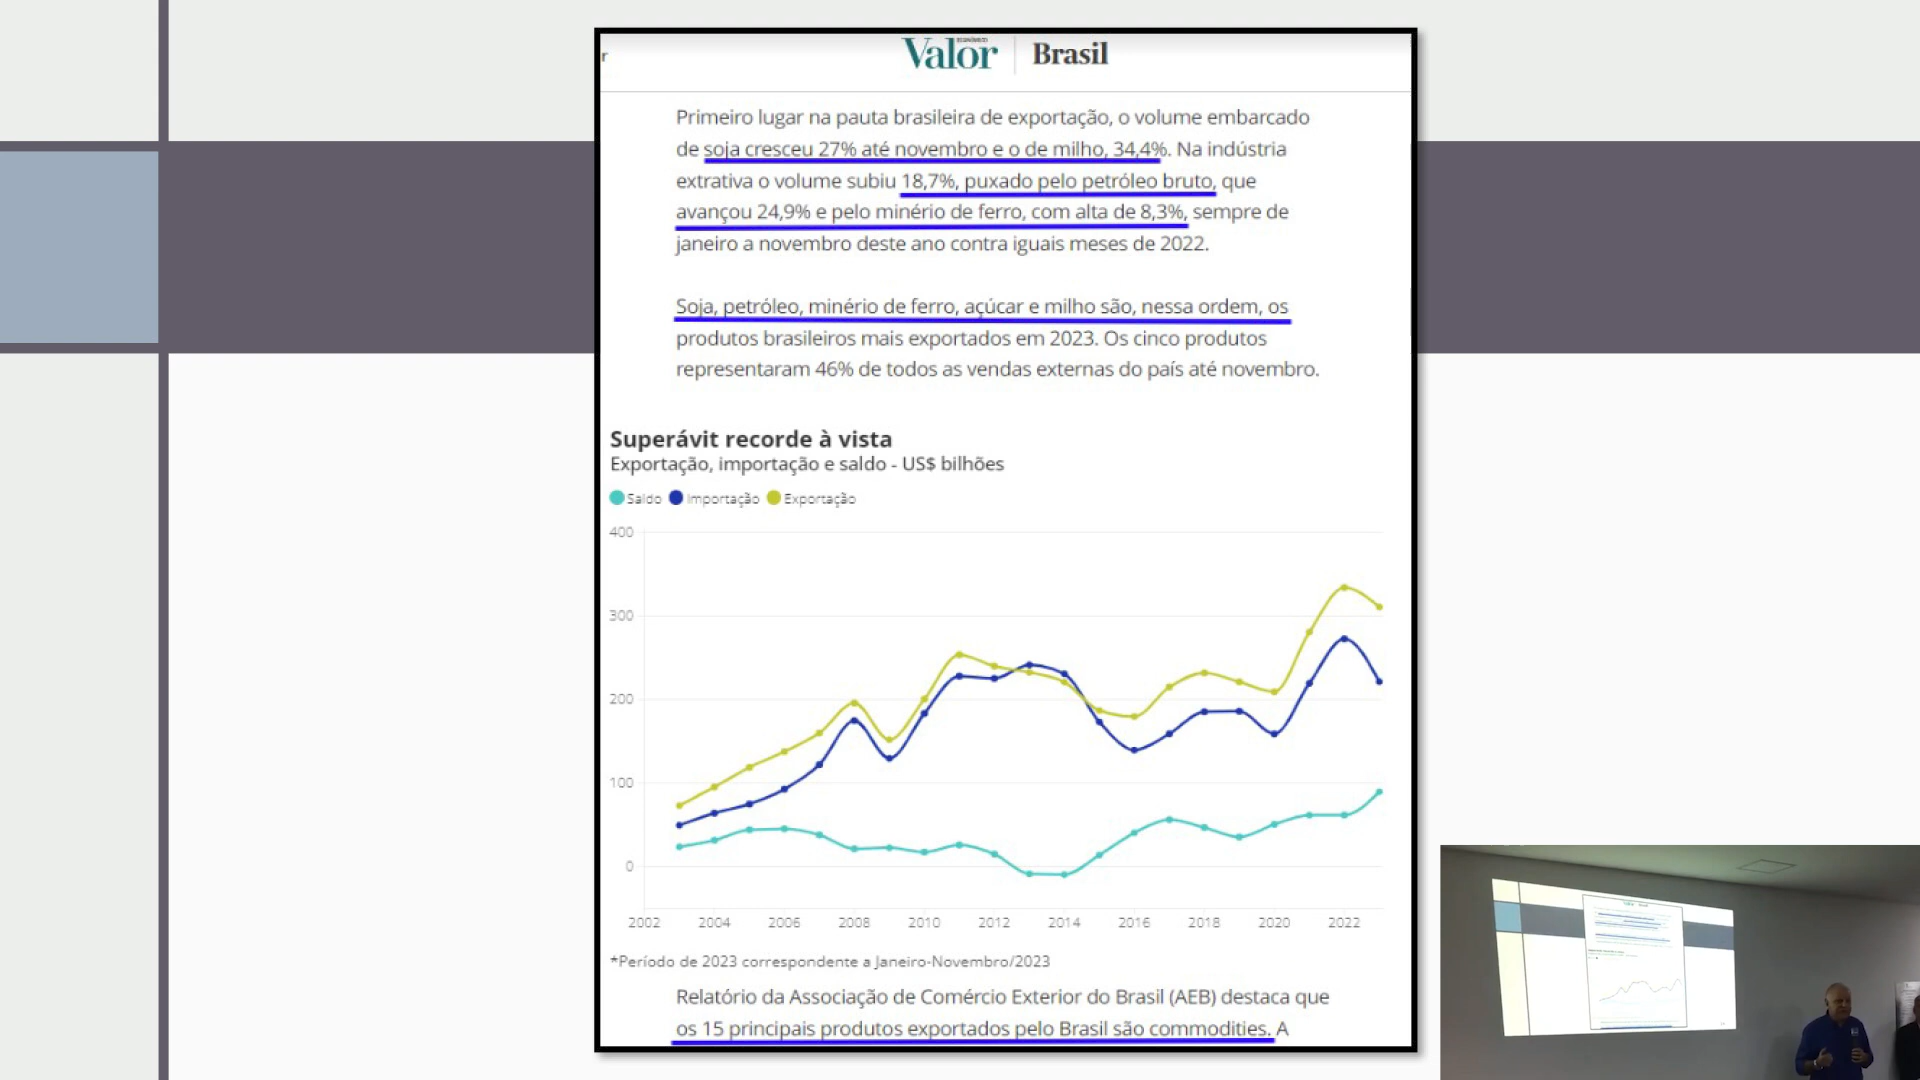 r
Valor ECONÔMICO Brasil
Primeiro lugar na pauta brasileira de exportação, o volume embarcado
de soja cresceu 27% até novembro e o de milho, 34,4%. Na indústria
extrativa o volume subiu 18,7%, puxado pelo petróleo bruto, que
avançou 24,9% e pelo minério de ferro, com alta de 8,3%, sempre de
janeiro a novembro deste ano contra iguais meses de 2022.
Soja, petróleo, minério de ferro, açúcar e milho são, nessa ordem, os
produtos brasileiros mais exportados em 2023. Os cinco produtos
representaram 46% de todos as vendas externas do país até novembro.
Superávit recorde à vista
Exportação, importação e saldo - US$ bilhões
Saldo Importação Exportação
400
300
200
100
0
2002 2004 2006 2008 2010 2012 2014 2016 2018 2020 2022
*Período de 2023 correspondente a Janeiro-Novembro/2023
Relatório da Associação de Comércio Exterior do Brasil (AEB) destaca que
os 15 principais produtos exportados pelo Brasil são commodities. A